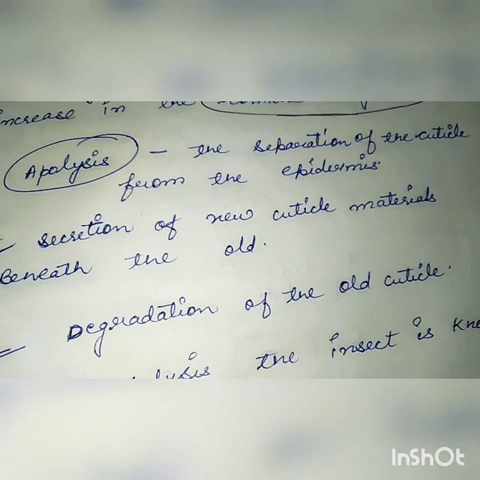 increase in the
Apolysis — the separation of the cuticle
from the epidermis.
secretion of new cuticle materials
beneath the old.
Degradation of the old cuticle.
the insect is
InShOt